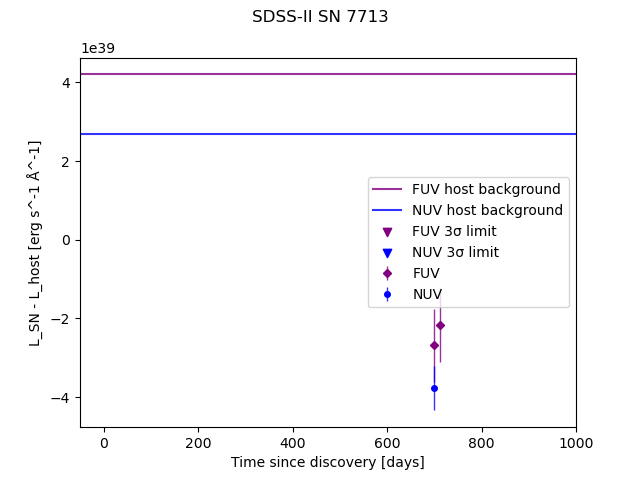 SDSS-II SN 7713
1e39
4
2
0
−2
−4
L_SN - L_host [erg s^-1 Å^-1]
FUV host background
NUV host background
FUV 3σ limit
NUV 3σ limit
FUV
NUV
0 200 400 600 800 1000
Time since discovery [days]